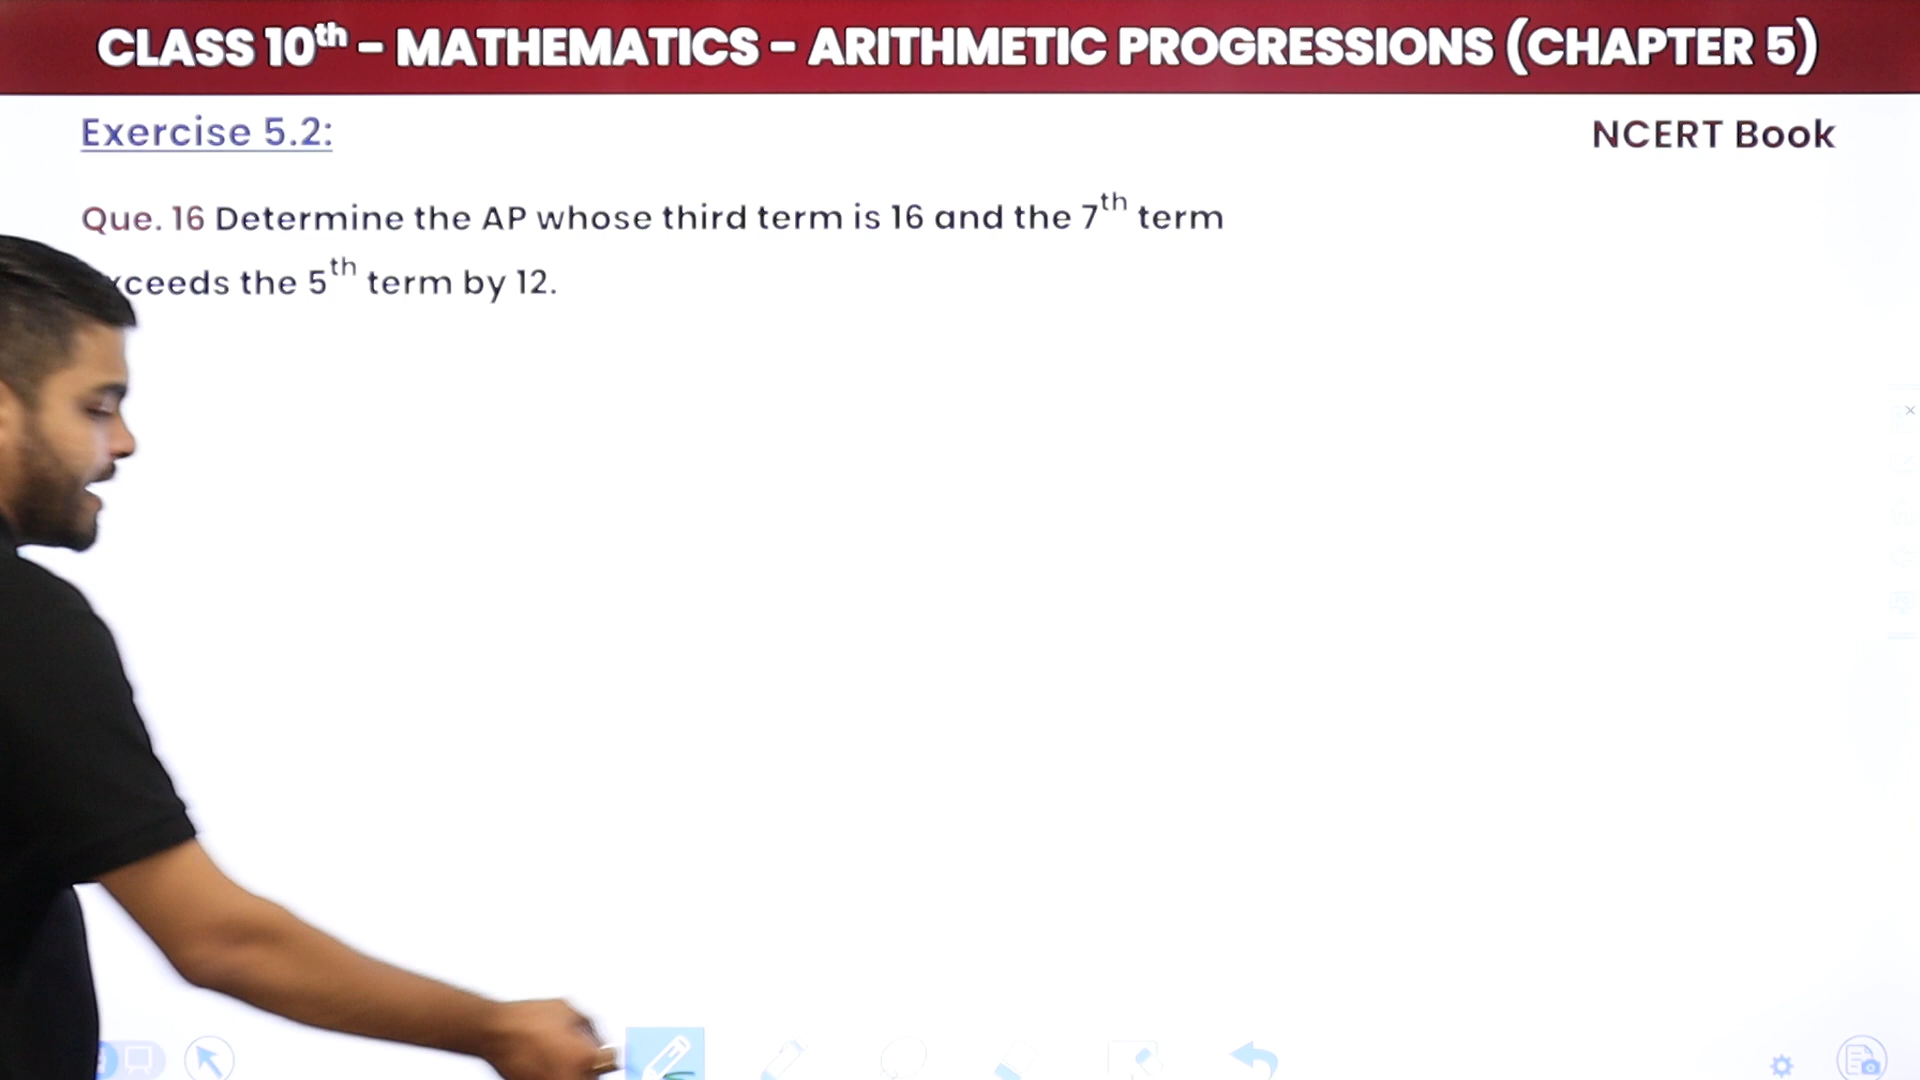 CLASS 10th – MATHEMATICS – ARITHMETIC PROGRESSIONS (CHAPTER 5)
Exercise 5.2:
NCERT Book
Que. 16 Determine the AP whose third term is 16 and the 7th term
xceeds the 5th term by 12.